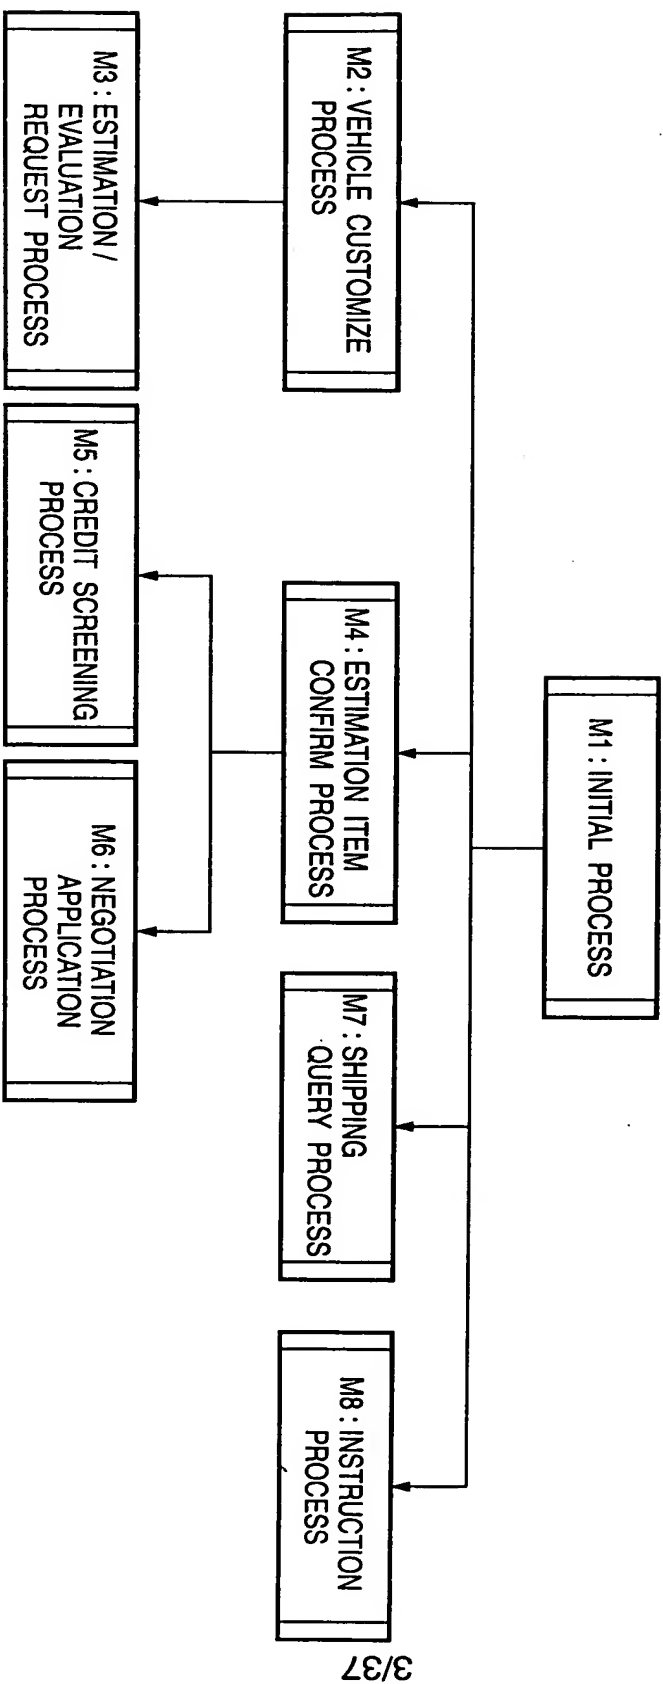 M1 : INITIAL PROCESS
M2 : VEHICLE CUSTOMIZE
PROCESS
M4 : ESTIMATION ITEM
CONFIRM PROCESS
M7 : SHIPPING
QUERY PROCESS
M8 : INSTRUCTION
PROCESS
M3 : ESTIMATION /
EVALUATION
REQUEST PROCESS
M5 : CREDIT SCREENING
PROCESS
M6 : NEGOTIATION
APPLICATION
PROCESS
3/37